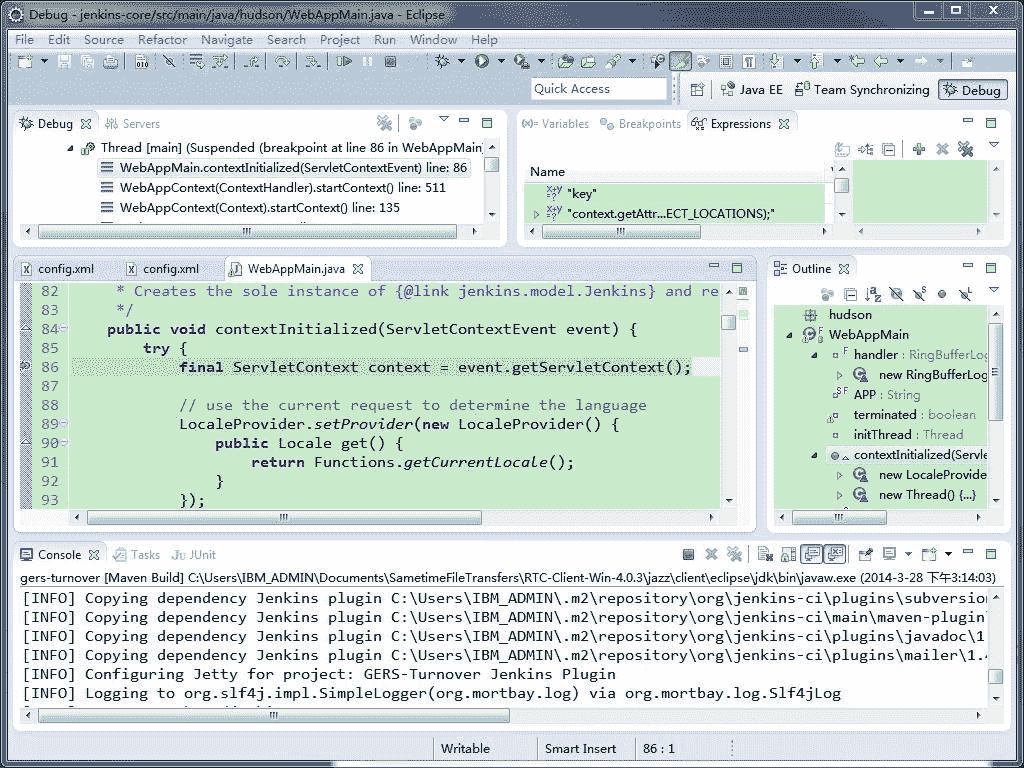 Debug - jenkins-core/src/main/java/hudson/WebAppMain.java - Eclipse
File Edit Source Refactor Navigate Search Project Run Window Help
Quick Access
Java EE Team Synchronizing Debug
Debug Servers
Thread [main] (Suspended (breakpoint at line 86 in WebAppMain
WebAppMain.contextInitialized(ServletContextEvent) line: 86
WebAppContext(ContextHandler).startContext() line: 511
WebAppContext(Context).startContext() line: 135
(x)= Variables Breakpoints Expressions
Name
"key"
"context.getAttr...ECT_LOCATIONS);"
config.xml config.xml WebAppMain.java
82 * Creates the sole instance of {@link jenkins.model.Jenkins} and re
83 */
84 public void contextInitialized(ServletContextEvent event) {
85 try {
86 final ServletContext context = event.getServletContext();
87
88 // use the current request to determine the language
89 LocaleProvider.setProvider(new LocaleProvider() {
90 public Locale get() {
91 return Functions.getCurrentLocale();
92 }
93 });
Outline
hudson
WebAppMain
handler : RingBufferLog
new RingBufferLog
APP : String
terminated : boolean
initThread : Thread
contextInitialized(Servle
new LocaleProvide
new Thread() {...}
Console Tasks JUnit
gers-turnover [Maven Build] C:\Users\IBM_ADMIN\Documents\SametimeFileTransfers\RTC-Client-Win-4.0.3\jazz\client\eclipse\jdk\bin\javaw.exe (2014-3-28 下午3:14:03)
[INFO] Copying dependency Jenkins plugin C:\Users\IBM_ADMIN\.m2\repository\org\jenkins-ci\plugins\subversion
[INFO] Copying dependency Jenkins plugin C:\Users\IBM_ADMIN\.m2\repository\org\jenkins-ci\main\maven-plugin
[INFO] Copying dependency Jenkins plugin C:\Users\IBM_ADMIN\.m2\repository\org\jenkins-ci\plugins\javadoc\1
[INFO] Copying dependency Jenkins plugin C:\Users\IBM_ADMIN\.m2\repository\org\jenkins-ci\plugins\mailer\1.4
[INFO] Configuring Jetty for project: GERS-Turnover Jenkins Plugin
[INFO] Logging to org.slf4j.impl.SimpleLogger(org.mortbay.log) via org.mortbay.log.Slf4jLog
Writable Smart Insert 86 : 1